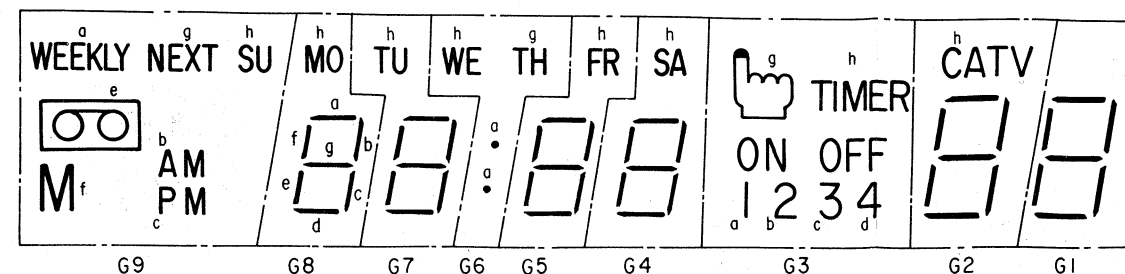 a g h h h h g h h
WEEKLY NEXT SU MO TU WE TH FR SA
h
CATV
g h
TIMER
e
a
b
AM
f g b
a
M f
PM
c
e c
d
a
ON OFF
1 2 3 4
a b c d
G9 G8 G7 G6 G5 G4 G3 G2 G1